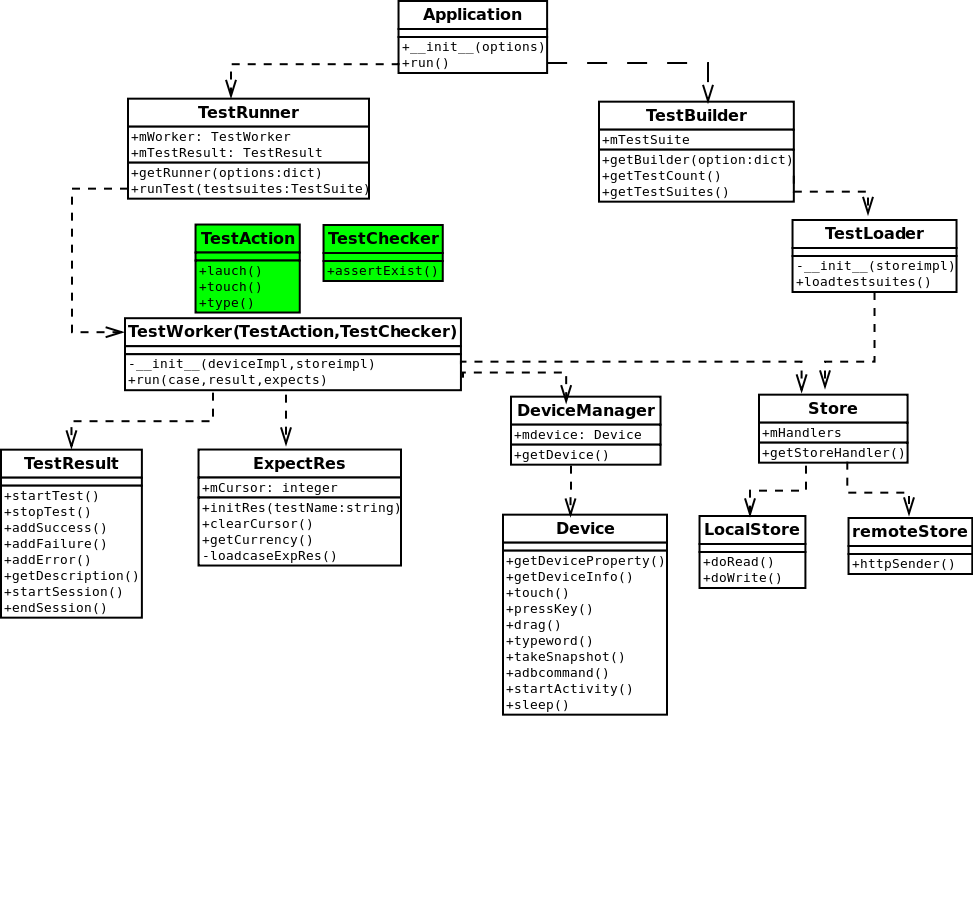 Application
+__init__(options)
+run()
TestRunner
+mWorker: TestWorker
+mTestResult: TestResult
+getRunner(options:dict)
+runTest(testsuites:TestSuite)
TestBuilder
+mTestSuite
+getBuilder(option:dict)
+getTestCount()
+getTestSuites()
TestAction
+lauch()
+touch()
+type()
TestChecker
+assertExist()
TestLoader
-__init__(storeimpl)
+loadtestsuites()
TestWorker(TestAction,TestChecker)
-__init__(deviceImpl,storeimpl)
+run(case,result,expects)
DeviceManager
+mdevice: Device
+getDevice()
Store
+mHandlers
+getStoreHandler()
TestResult
+startTest()
+stopTest()
+addSuccess()
+addFailure()
+addError()
+getDescription()
+startSession()
+endSession()
ExpectRes
+mCursor: integer
+initRes(testName:string)
+clearCursor()
+getCurrency()
-loadcaseExpRes()
Device
+getDeviceProperty()
+getDeviceInfo()
+touch()
+pressKey()
+drag()
+typeword()
+takeSnapshot()
+adbcommand()
+startActivity()
+sleep()
LocalStore
+doRead()
+doWrite()
remoteStore
+httpSender()